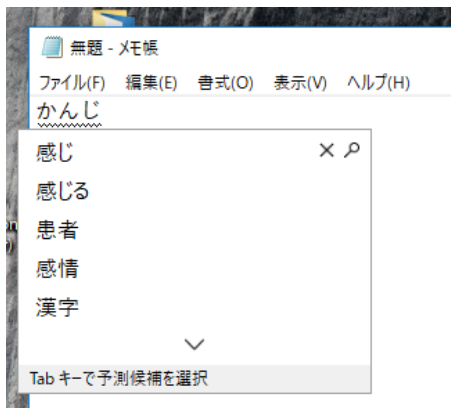 無題 - メモ帳
ファイル(F) 編集(E) 書式(O) 表示(V) ヘルプ(H)
かんじ
感じ
感じる
患者
感情
漢字
Tab キーで予測候補を選択